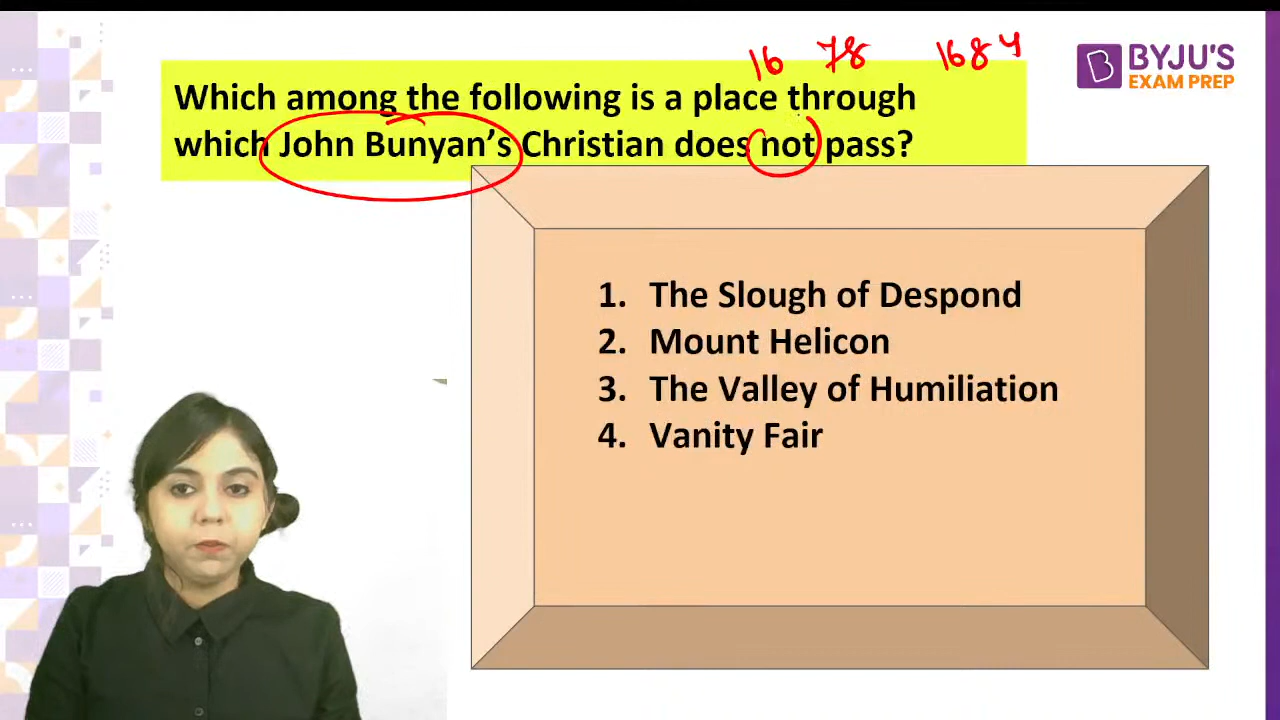 16 78 1684
BYJU'S
EXAM PREP
Which among the following is a place through
which John Bunyan's Christian does not pass?
1. The Slough of Despond
2. Mount Helicon
3. The Valley of Humiliation
4. Vanity Fair